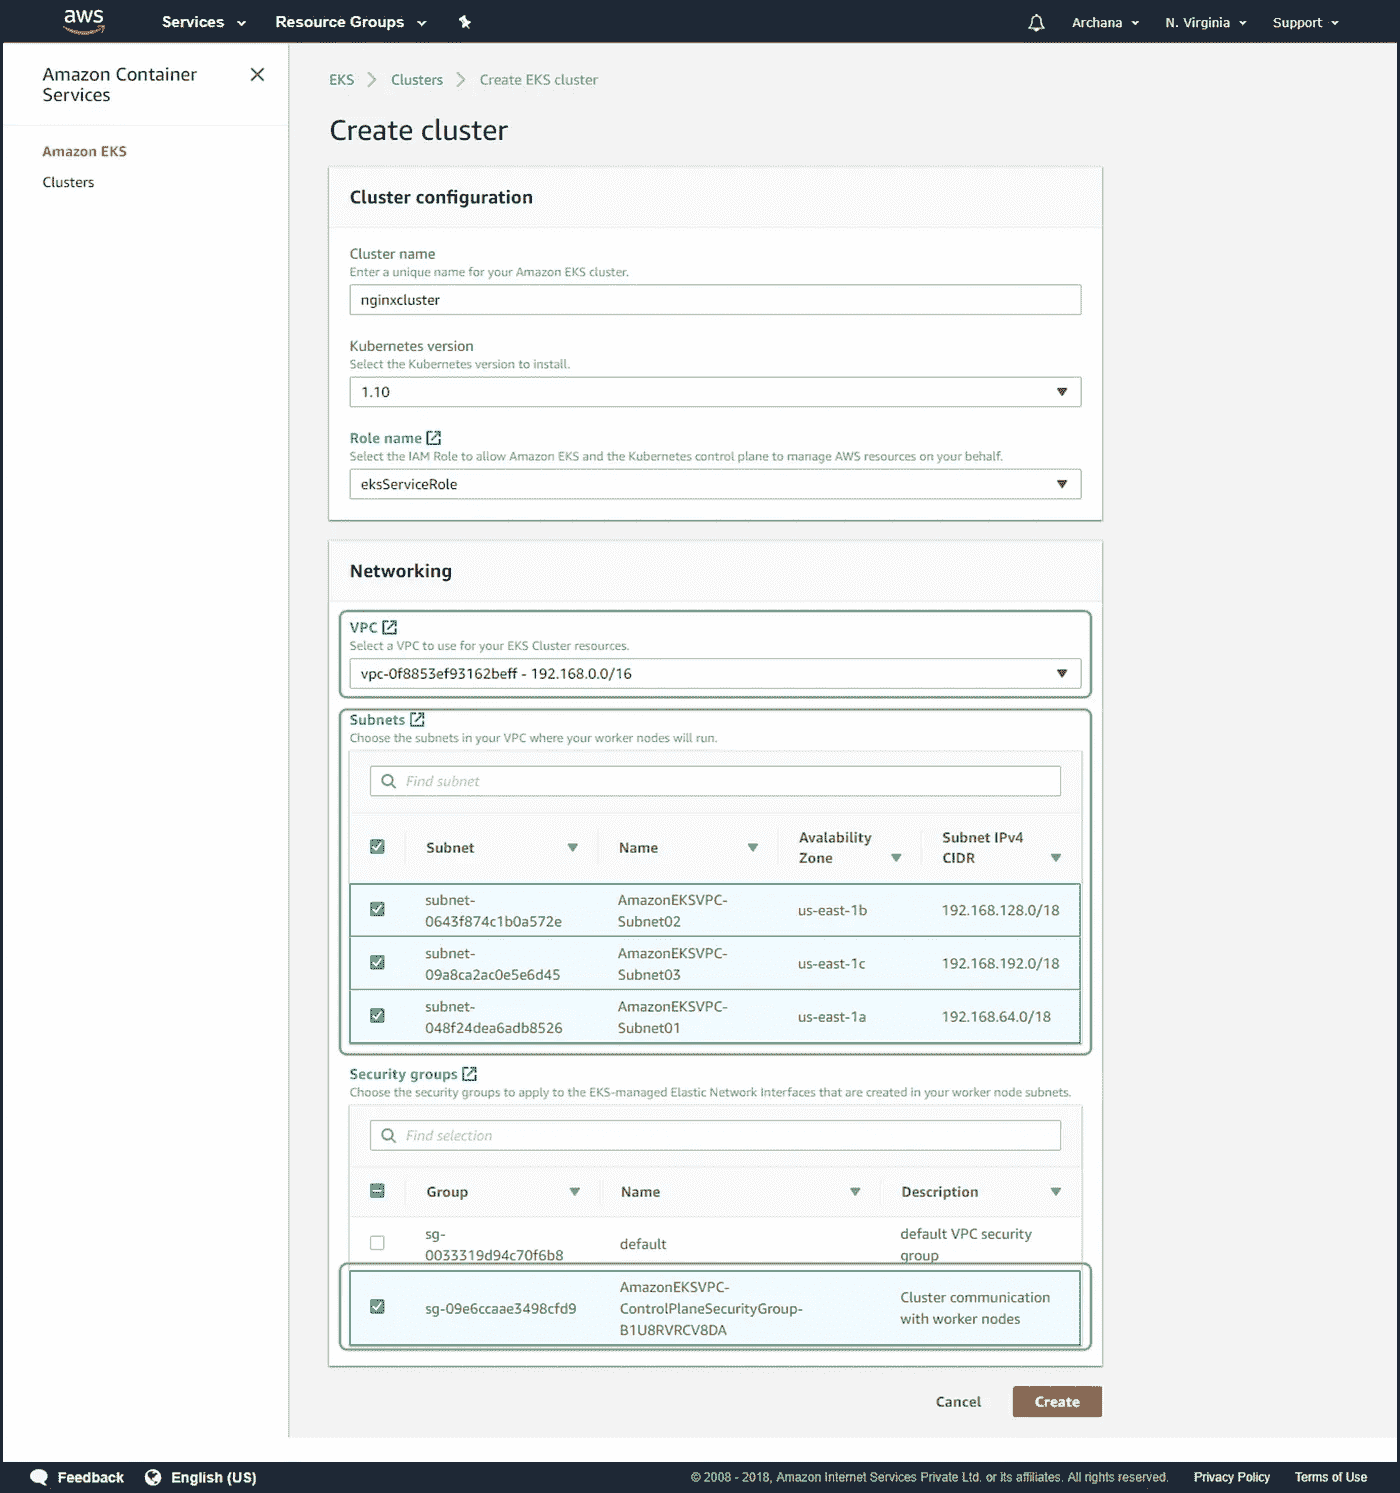 aws Services Resource Groups Archana N. Virginia Support
Amazon Container
Services
Amazon EKS
Clusters
EKS Clusters Create EKS cluster
Create cluster
Cluster configuration
Cluster name
Enter a unique name for your Amazon EKS cluster.
nginxcluster
Kubernetes version
Select the Kubernetes version to install.
1.10
Role name
Select the IAM Role to allow Amazon EKS and the Kubernetes control plane to manage AWS resources on your behalf.
eksServiceRole
Networking
VPC
Select a VPC to use for your EKS Cluster resources.
vpc-0f8853ef93162beff - 192.168.0.0/16
Subnets
Choose the subnets in your VPC where your worker nodes will run.
Find subnet
Subnet Name Avalability Zone Subnet IPv4 CIDR
subnet-
0643f874c1b0a572e
AmazonEKSVPC-
Subnet02
us-east-1b
192.168.128.0/18
subnet-
09a8ca2ac0e5e6d45
AmazonEKSVPC-
Subnet03
us-east-1c
192.168.192.0/18
subnet-
048f24dea6adb8526
AmazonEKSVPC-
Subnet01
us-east-1a
192.168.64.0/18
Security groups
Choose the security groups to apply to the EKS-managed Elastic Network Interfaces that are created in your worker node subnets.
Find selection
Group Name Description
sg-
0033319d94c70f6b8
default
default VPC security
group
sg-09e6ccaae3498cfd9
AmazonEKSVPC-
ControlPlaneSecurityGroup-
B1U8RVRCV8DA
Cluster communication
with worker nodes
Cancel Create
Feedback English (US) © 2008 - 2018, Amazon Internet Services Private Ltd. or its affiliates. All rights reserved. Privacy Policy Terms of Use